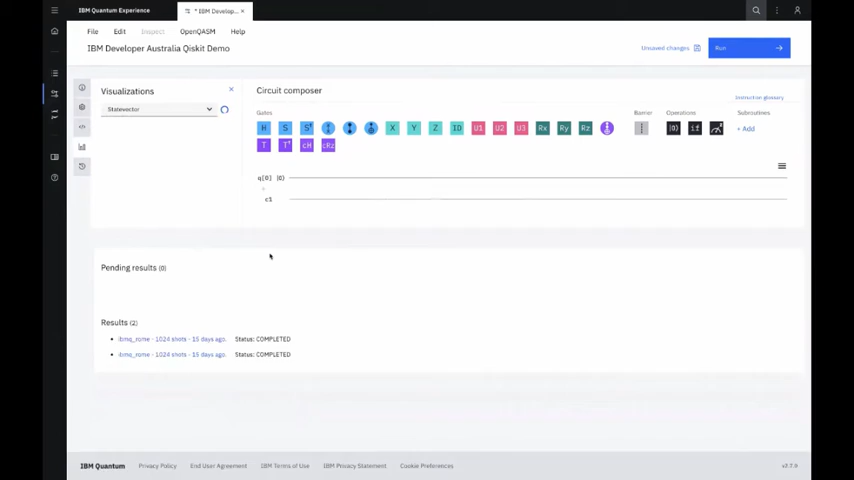 IBM Quantum Experience
* IBM Develop... ×
File Edit Inspect OpenQASM Help
IBM Developer Australia Qiskit Demo
Unsaved changes
Run
Visualizations
Circuit composer
Instruction glossary
Statevector
Gates
Barrier
Operations
Subroutines
H S S† X Y Z ID U1 U2 U3 Rx Ry Rz |0⟩ if + Add
T T† cH cRz
q[0] |0⟩
c1
Pending results (0)
Results (2)
ibmq_rome - 1024 shots - 15 days ago. Status: COMPLETED
ibmq_rome - 1024 shots - 15 days ago. Status: COMPLETED
IBM Quantum Privacy Policy End User Agreement IBM Terms of Use IBM Privacy Statement Cookie Preferences